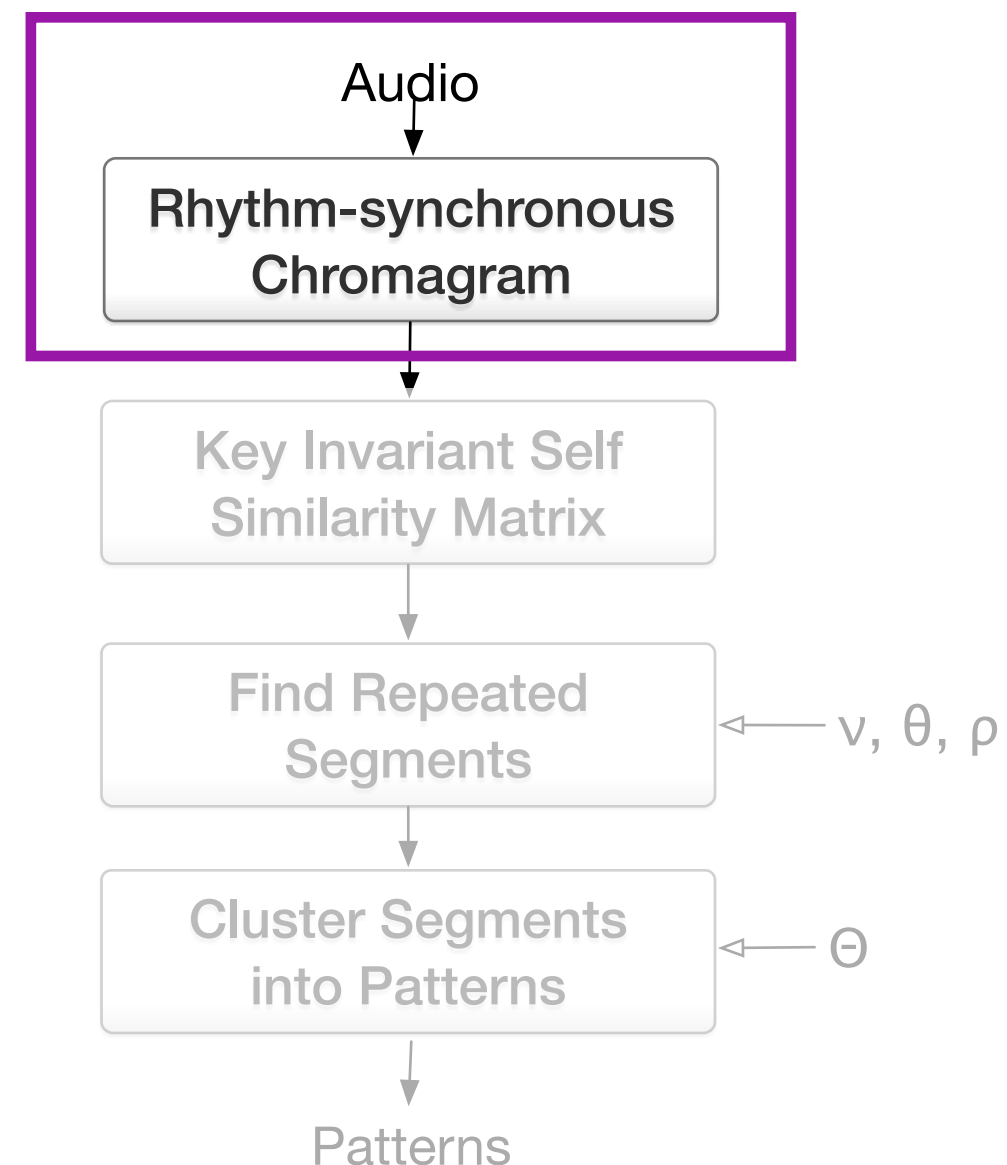 Audio
Rhythm-synchronous
Chromagram
Key Invariant Self
Similarity Matrix
Find Repeated
Segments
ν, θ, ρ
Cluster Segments
into Patterns
Θ
Patterns